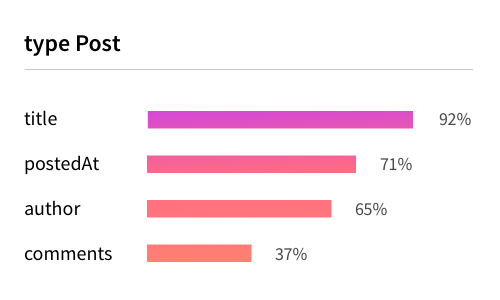 type Post
title 92%
postedAt 71%
author 65%
comments 37%